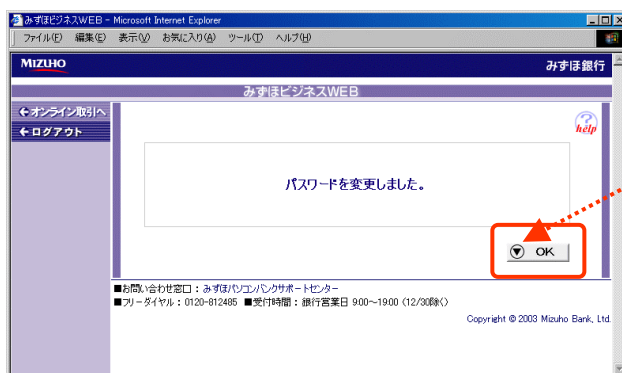 みずほビジネスWEB - Microsoft Internet Explorer
ファイル(F) 編集(E) 表示(V) お気に入り(A) ツール(T) ヘルプ(H)
MIZUHO みずほ銀行
みずほビジネスWEB
←オンライン取引へ
←ログアウト
? help
パスワードを変更しました。
OK
■お問い合わせ窓口:みずほパソコンバンクサポートセンター
■フリーダイヤル:0120-812485 ■受付時間:銀行営業日 9:00~19:00 (12/30除く)
Copyright © 2003 Mizuho Bank, Ltd.